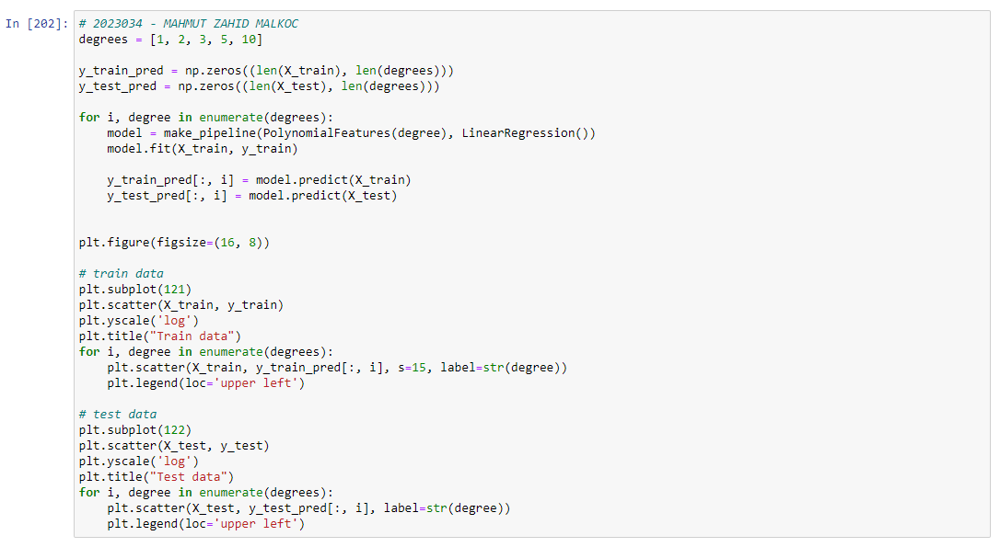 In [202]: # 2023034 - MAHMUT ZAHID MALKOC
degrees = [1, 2, 3, 5, 10]

y_train_pred = np.zeros((len(X_train), len(degrees)))
y_test_pred = np.zeros((len(X_test), len(degrees)))

for i, degree in enumerate(degrees):
    model = make_pipeline(PolynomialFeatures(degree), LinearRegression())
    model.fit(X_train, y_train)

    y_train_pred[:, i] = model.predict(X_train)
    y_test_pred[:, i] = model.predict(X_test)


plt.figure(figsize=(16, 8))

# train data
plt.subplot(121)
plt.scatter(X_train, y_train)
plt.yscale('log')
plt.title("Train data")
for i, degree in enumerate(degrees):
    plt.scatter(X_train, y_train_pred[:, i], s=15, label=str(degree))
    plt.legend(loc='upper left')

# test data
plt.subplot(122)
plt.scatter(X_test, y_test)
plt.yscale('log')
plt.title("Test data")
for i, degree in enumerate(degrees):
    plt.scatter(X_test, y_test_pred[:, i], label=str(degree))
    plt.legend(loc='upper left')